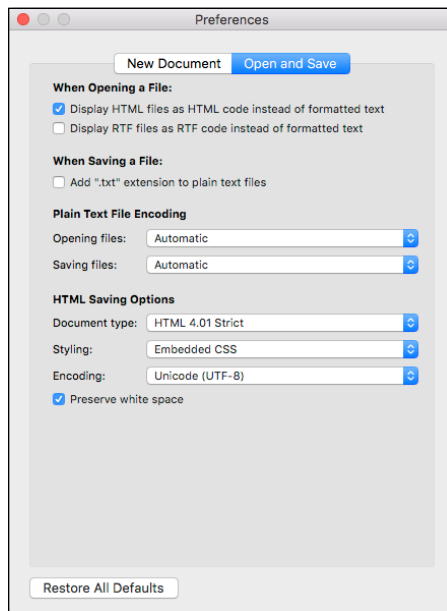 Preferences
New Document Open and Save
When Opening a File:
Display HTML files as HTML code instead of formatted text
Display RTF files as RTF code instead of formatted text
When Saving a File:
Add ".txt" extension to plain text files
Plain Text File Encoding
Opening files: Automatic
Saving files: Automatic
HTML Saving Options
Document type: HTML 4.01 Strict
Styling: Embedded CSS
Encoding: Unicode (UTF-8)
Preserve white space
Restore All Defaults